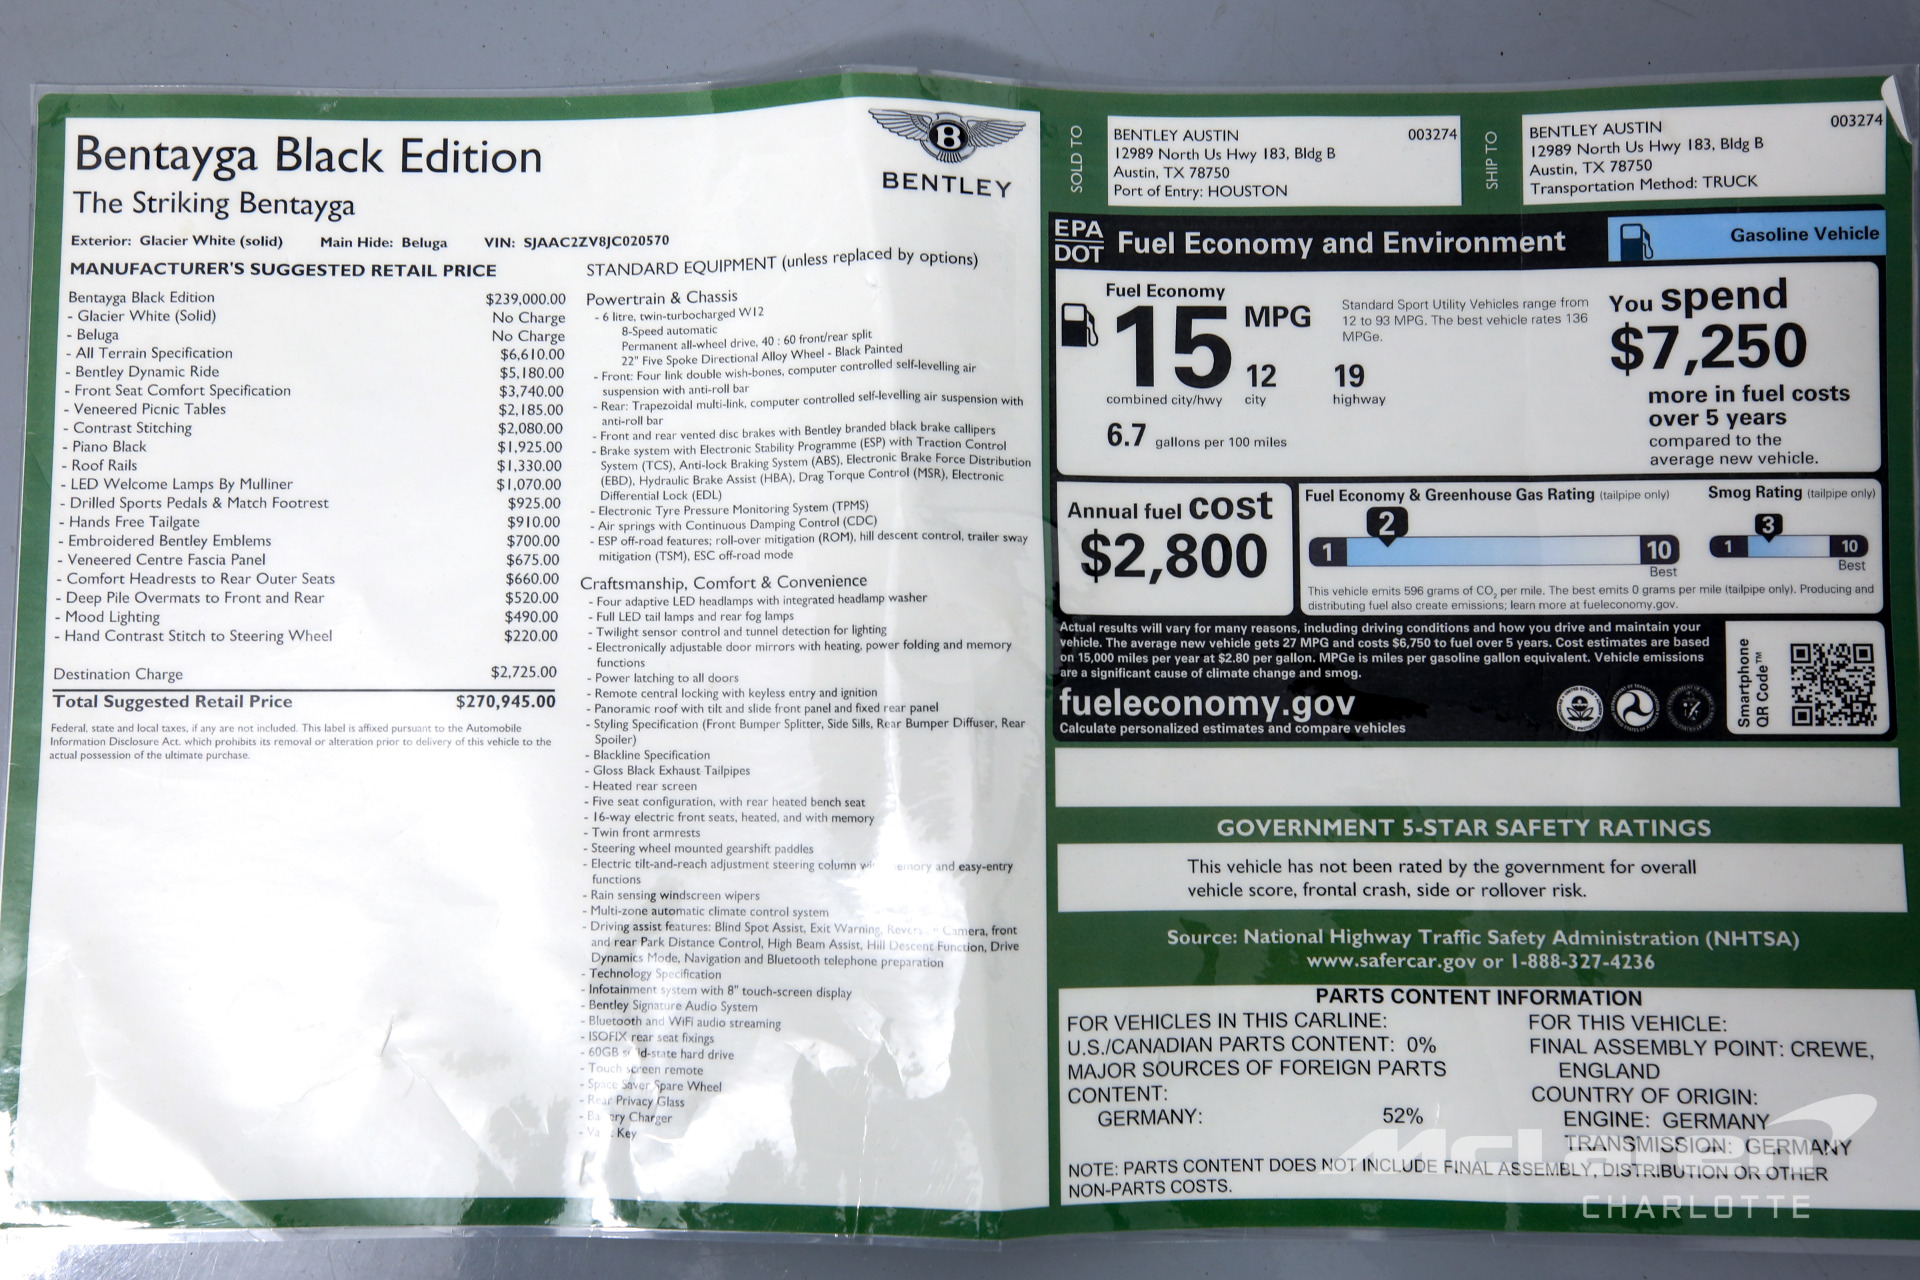 Bentayga Black Edition
The Striking Bentayga
Exterior: Glacier White (solid) Main Hide: Beluga VIN: SJAAC2ZV8JC020570
MANUFACTURER'S SUGGESTED RETAIL PRICE
Bentayga Black Edition $239,000.00
- Glacier White (Solid) No Charge
- Beluga No Charge
- All Terrain Specification $6,610.00
- Bentley Dynamic Ride $5,180.00
- Front Seat Comfort Specification $3,740.00
- Veneered Picnic Tables $2,185.00
- Contrast Stitching $2,080.00
- Piano Black $1,925.00
- Roof Rails $1,330.00
- LED Welcome Lamps By Mulliner $1,070.00
- Drilled Sports Pedals & Match Footrest $925.00
- Hands Free Tailgate $910.00
- Embroidered Bentley Emblems $700.00
- Veneered Centre Fascia Panel $675.00
- Comfort Headrests to Rear Outer Seats $660.00
- Deep Pile Overmats to Front and Rear $520.00
- Mood Lighting $490.00
- Hand Contrast Stitch to Steering Wheel $220.00
Destination Charge $2,725.00
Total Suggested Retail Price $270,945.00
Federal, state and local taxes, if any are not included. This label is affixed pursuant to the Automobile
Information Disclosure Act. which prohibits its removal or alteration prior to delivery of this vehicle to the
actual possession of the ultimate purchase.
B
BENTLEY
STANDARD EQUIPMENT (unless replaced by options)
Powertrain & Chassis
- 6 litre, twin-turbocharged W12
8-Speed automatic
Permanent all-wheel drive, 40 : 60 front/rear split
22" Five Spoke Directional Alloy Wheel - Black Painted
- Front: Four link double wish-bones, computer controlled self-levelling air
suspension with anti-roll bar
- Rear: Trapezoidal multi-link, computer controlled self-levelling air suspension with
anti-roll bar
- Front and rear vented disc brakes with Bentley branded black brake callipers
- Brake system with Electronic Stability Programme (ESP) with Traction Control
System (TCS), Anti-lock Braking System (ABS), Electronic Brake Force Distribution
(EBD), Hydraulic Brake Assist (HBA), Drag Torque Control (MSR), Electronic
Differential Lock (EDL)
- Electronic Tyre Pressure Monitoring System (TPMS)
- Air springs with Continuous Damping Control (CDC)
- ESP off-road features; roll-over mitigation (ROM), hill descent control, trailer sway
mitigation (TSM), ESC off-road mode
Craftsmanship, Comfort & Convenience
- Four adaptive LED headlamps with integrated headlamp washer
- Full LED tail lamps and rear fog lamps
- Twilight sensor control and tunnel detection for lighting
- Electronically adjustable door mirrors with heating, power folding and memory
functions
- Power latching to all doors
- Remote central locking with keyless entry and ignition
- Panoramic roof with tilt and slide front panel and fixed rear panel
- Styling Specification (Front Bumper Splitter, Side Sills, Rear Bumper Diffuser, Rear
Spoiler)
- Blackline Specification
- Gloss Black Exhaust Tailpipes
- Heated rear screen
- Five seat configuration, with rear heated bench seat
- 16-way electric front seats, heated, and with memory
- Twin front armrests
- Steering wheel mounted gearshift paddles
- Electric tilt-and-reach adjustment steering column and easy-entry
functions
- Rain sensing windscreen wipers
- Multi-zone automatic climate control system
- Driving assist features: Blind Spot Assist, Exit Warning, Camera, front
and rear Park Distance Control, High Beam Assist, Hill Descent Function, Drive
Dynamics Mode, Navigation and Bluetooth telephone preparation
- Technology Specification
- Infotainment system with 8" touch-screen display
- Bentley Signature Audio System
- Bluetooth and WiFi audio streaming
- ISOFIX rear seat fixings
- 60GB hard drive
- Touch screen remote
- Space Saver Spare Wheel
- Rear Privacy Glass
- Charger
- Key
SOLD TO
BENTLEY AUSTIN 003274
12989 North Us Hwy 183, Bldg B
Austin, TX 78750
Port of Entry: HOUSTON
SHIP TO
BENTLEY AUSTIN 003274
12989 North Us Hwy 183, Bldg B
Austin, TX 78750
Transportation Method: TRUCK
EPA
DOT
Fuel Economy and Environment
Gasoline Vehicle
Fuel Economy
15 MPG
combined city/hwy
12
city
19
highway
6.7 gallons per 100 miles
Standard Sport Utility Vehicles range from
12 to 93 MPG. The best vehicle rates 136
MPGe.
You spend
$7,250
more in fuel costs
over 5 years
compared to the
average new vehicle.
Annual fuel cost
$2,800
Fuel Economy & Greenhouse Gas Rating (tailpipe only)
2
1 10
Best
Smog Rating (tailpipe only)
3
1 10
Best
This vehicle emits 596 grams of CO2 per mile. The best emits 0 grams per mile (tailpipe only). Producing and
distributing fuel also create emissions; learn more at fueleconomy.gov.
Actual results will vary for many reasons, including driving conditions and how you drive and maintain your
vehicle. The average new vehicle gets 27 MPG and costs $6,750 to fuel over 5 years. Cost estimates are based
on 15,000 miles per year at $2.80 per gallon. MPGe is miles per gasoline gallon equivalent. Vehicle emissions
are a significant cause of climate change and smog.
fueleconomy.gov
Calculate personalized estimates and compare vehicles
Smartphone
QR Code™
GOVERNMENT 5-STAR SAFETY RATINGS
This vehicle has not been rated by the government for overall
vehicle score, frontal crash, side or rollover risk.
Source: National Highway Traffic Safety Administration (NHTSA)
www.safercar.gov or 1-888-327-4236
PARTS CONTENT INFORMATION
FOR VEHICLES IN THIS CARLINE:
U.S./CANADIAN PARTS CONTENT: 0%
MAJOR SOURCES OF FOREIGN PARTS
CONTENT:
GERMANY: 52%
FOR THIS VEHICLE:
FINAL ASSEMBLY POINT: CREWE,
ENGLAND
COUNTRY OF ORIGIN:
ENGINE: GERMANY
TRANSMISSION: GERMANY
NOTE: PARTS CONTENT DOES NOT INCLUDE FINAL ASSEMBLY, DISTRIBUTION OR OTHER
NON-PARTS COSTS.
McLaren
CHARLOTTE